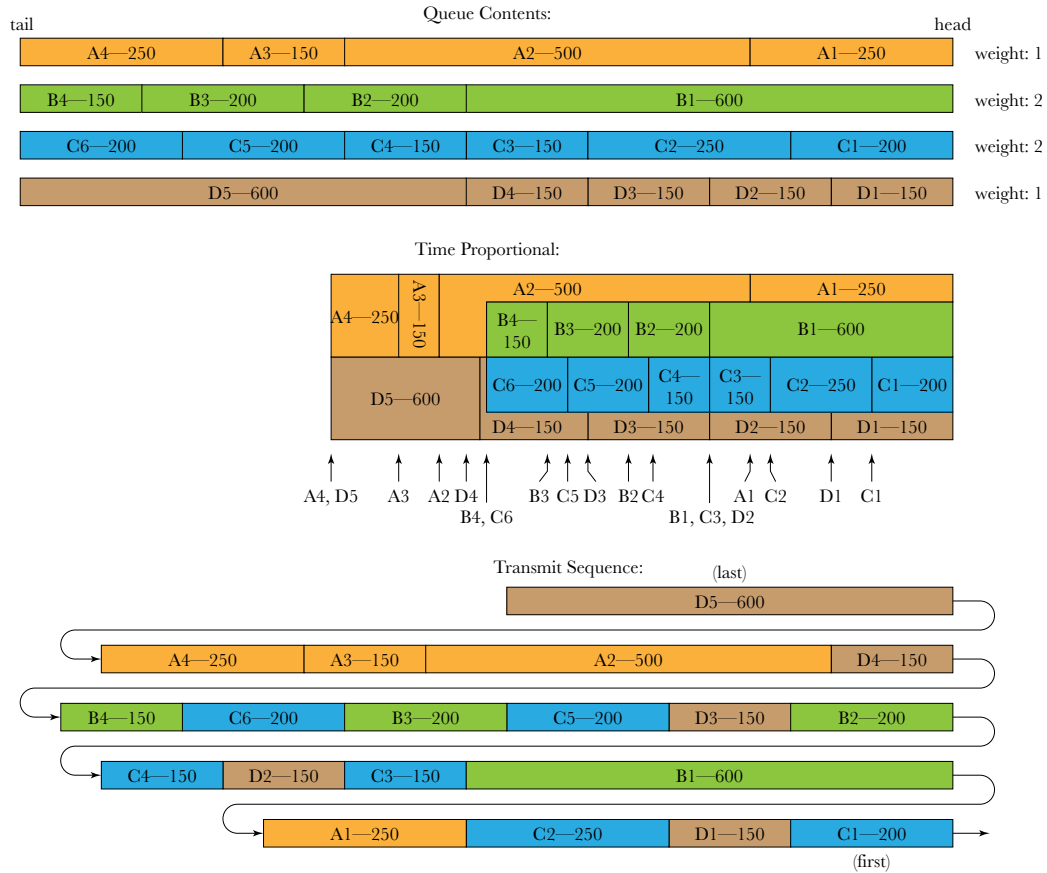 Queue Contents:
tail head
A4—250 A3—150 A2—500 A1—250 weight: 1
B4—150 B3—200 B2—200 B1—600 weight: 2
C6—200 C5—200 C4—150 C3—150 C2—250 C1—200 weight: 2
D5—600 D4—150 D3—150 D2—150 D1—150 weight: 1
Time Proportional:
A4—250 A3—150 A2—500 A1—250
B4—150 B3—200 B2—200 B1—600
C6—200 C5—200 C4—150 C3—150 C2—250 C1—200
D5—600 D4—150 D3—150 D2—150 D1—150
A4, D5 A3 A2 D4 B3 C5 D3 B2 C4 A1 C2 D1 C1
B4, C6 B1, C3, D2
Transmit Sequence: (last)
D5—600
A4—250 A3—150 A2—500 D4—150
B4—150 C6—200 B3—200 C5—200 D3—150 B2—200
C4—150 D2—150 C3—150 B1—600
A1—250 C2—250 D1—150 C1—200
(first)